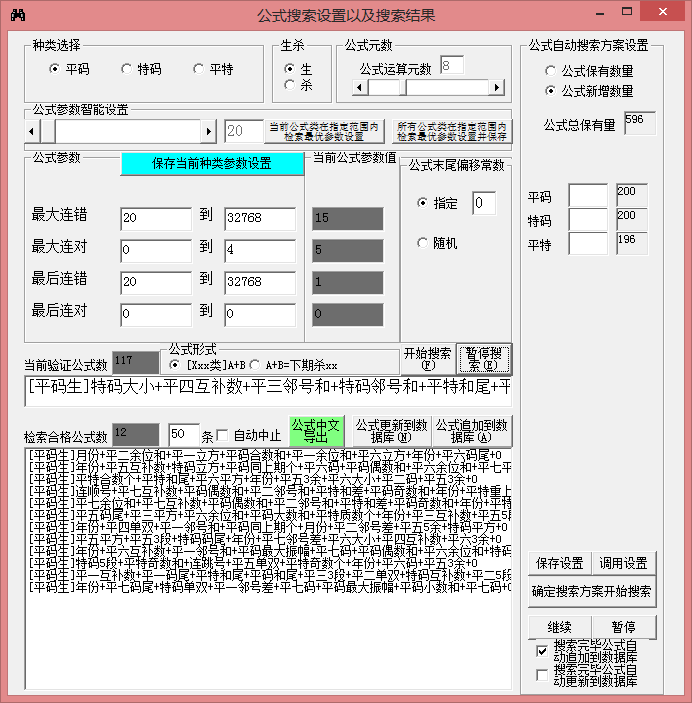 公式搜索设置以及搜索结果
种类选择
平码
特码
平特
生杀
生
杀
公式元数
公式运算元数
8
公式自动搜索方案设置
公式保有数量
公式新增数量
公式总保有量
596
公式参数智能设置
20
当前公式类在指定范围内
检索最优参数设置
所有公式类在指定范围内
检索最优参数设置并保存
公式参数
保存当前种类参数设置
当前公式参数值
最大连错
20
到
32768
15
最大连对
0
到
4
5
最后连错
20
到
32768
1
最后连对
0
到
0
0
公式末尾偏移常数
指定
0
随机
平码
200
特码
200
平特
196
当前验证公式数
117
公式形式
[Xxx类]A+B
A+B=下期杀xx
开始搜索
(F)
暂停搜
索(E)
[平码生]特码大小+平四互补数+平三邻号和+特码邻号和+平特和尾+平
检索合格公式数
12
50
条
自动中止
公式中文
导出
公式更新到数
据库(N)
公式追加到数
据库(A)
[平码生]月份+平二余位和+平一立方+平码合数和+平一余位和+平六立方+年份+平六码尾+0
[平码生]年份+平五互补数+特码立方+平码同上期个+平六码+平码偶数和+平六余位和+平七平
[平码生]平特合数个+平特和尾+平六平方+年份+平五3余+平六大小+平二码+平五3余+0
[平码生]连顺号+平七互补数+平码偶数和+平二邻号和+平特和差+平码奇数和+年份+平特重上
[平码生]平七余位和+平七互补数+平码偶数和+平二邻号和+平特和差+平码奇数和+年份+平特
[平码生]平五码尾+平二平方+平六余位和+平码大数和+平特质数个+年份+平三互补数+平五5段
[平码生]年份+平四单双+平一邻号和+平码同上期个+月份+平二邻号差+平五5余+特码平方+0
[平码生]平五平方+平五3段+特码码尾+年份+平七邻号差+平六大小+平四互补数+平六3余+0
[平码生]年份+平六互补数+平一邻号和+平码最大振幅+平七码+平码偶数和+平六余位和+特码
[平码生]特码5段+平特奇数和+连跳号+平五单双+平特奇数个+年份+平六码+平五3余+0
[平码生]平一互补数+平一码尾+平特和尾+平码和尾+平三3段+平二单双+特码互补数+平二5段
[平码生]年份+平七码尾+特码单双+平一邻号差+平七码+平码最大振幅+平码小数和+平七码+0
保存设置
调用设置
确定搜索方案开始搜索
继续
暂停
搜索完毕公式自
动追加到数据库
搜索完毕公式自
动更新到数据库